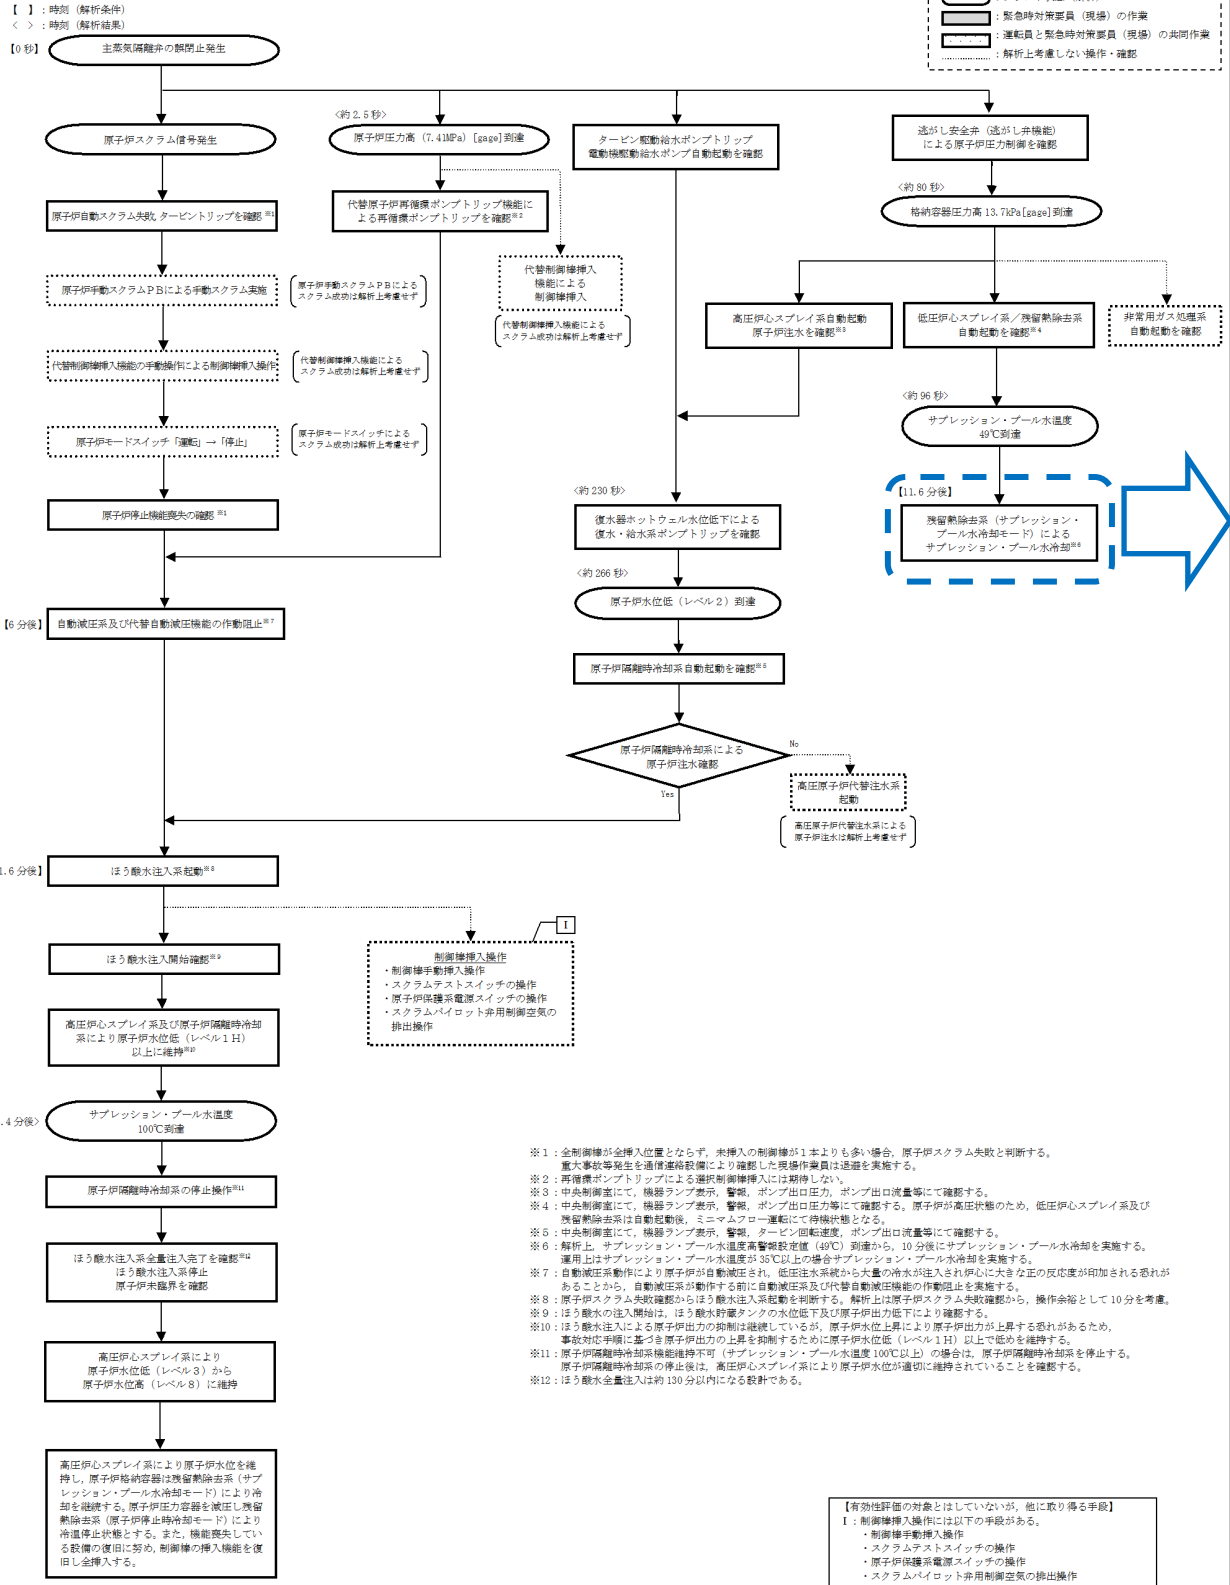 【　】：時刻（解析条件）
〈　〉：時刻（解析結果）
：緊急時対策要員（現場）の作業
：運転員と緊急時対策要員（現場）の共同作業
：解析上考慮しない操作・確認
【0 秒】
主蒸気隔離弁の誤閉止発生
原子炉スクラム信号発生
〈約 2.5 秒〉
原子炉圧力高（7.41MPa）[gage]到達
タービン駆動給水ポンプトリップ
電動機駆動給水ポンプ自動起動を確認
逃がし安全弁（逃がし弁機能）
による原子炉圧力制御を確認
〈約 80 秒〉
格納容器圧力高 13.7kPa[gage]到達
原子炉自動スクラム失敗, タービントリップを確認 ※1
代替原子炉再循環ポンプトリップ機能に
よる再循環ポンプトリップを確認※2
代替制御棒挿入
機能による
制御棒挿入
代替制御棒挿入機能による
スクラム成功は解析上考慮せず
原子炉手動スクラムＰＢによる手動スクラム実施
原子炉手動スクラムＰＢによる
スクラム成功は解析上考慮せず
高圧炉心スプレイ系自動起動
原子炉注水を確認※3
低圧炉心スプレイ系／残留熱除去系
自動起動を確認※4
非常用ガス処理系
自動起動を確認
代替制御棒挿入機能の手動操作による制御棒挿入操作
代替制御棒挿入機能による
スクラム成功は解析上考慮せず
〈約 96 秒〉
サプレッション・プール水温度
49℃到達
原子炉モードスイッチ「運転」→「停止」
原子炉モードスイッチによる
スクラム成功は解析上考慮せず
原子炉停止機能喪失の確認 ※1
〈約 230 秒〉
復水器ホットウェル水位低下による
復水・給水系ポンプトリップを確認
【11.6 分後】
残留熱除去系（サプレッション・
プール水冷却モード）による
サプレッション・プール水冷却※6
〈約 266 秒〉
原子炉水位低（レベル２）到達
【6 分後】
自動減圧系及び代替自動減圧機能の作動阻止※7
原子炉隔離時冷却系自動起動を確認※5
原子炉隔離時冷却系による
原子炉注水確認
No
Yes
高圧原子炉代替注水系
起動
高圧原子炉代替注水系による
原子炉注水は解析上考慮せず
1.6 分後】
ほう酸水注入系起動※8
ほう酸水注入開始確認※9
Ⅰ
制御棒挿入操作
・制御棒手動挿入操作
・スクラムテストスイッチの操作
・原子炉保護系電源スイッチの操作
・スクラムパイロット弁用制御空気の
排出操作
高圧炉心スプレイ系及び原子炉隔離時冷却
系により原子炉水位低（レベル１Ｈ）
以上に維持※10
.4 分後〉
サプレッション・プール水温度
100℃到達
原子炉隔離時冷却系の停止操作※11
ほう酸水注入系全量注入完了を確認※12
ほう酸水注入系停止
原子炉未臨界を確認
高圧炉心スプレイ系により
原子炉水位低（レベル３）から
原子炉水位高（レベル８）に維持
高圧炉心スプレイ系により原子炉水位を維
持し, 原子炉格納容器は残留熱除去系（サプ
レッション・プール水冷却モード）により冷
却を継続する。原子炉圧力容器を減圧し残留
熱除去系（原子炉停止時冷却モード）により
冷温停止状態とする。また, 機能喪失してい
る設備の復旧に努め, 制御棒の挿入機能を復
旧し全挿入する。
※１：全制御棒が全挿入位置とならず, 未挿入の制御棒が１本よりも多い場合, 原子炉スクラム失敗と判断する。
重大事故等発生を通信連絡設備により確認した現場作業員は退避を実施する。
※２：再循環ポンプトリップによる選択制御棒挿入には期待しない。
※３：中央制御室にて, 機器ランプ表示, 警報, ポンプ出口圧力, ポンプ出口流量等にて確認する。
※４：中央制御室にて, 機器ランプ表示, 警報, ポンプ出口圧力等にて確認する。原子炉が高圧状態のため, 低圧炉心スプレイ系及び
残留熱除去系は自動起動後, ミニマムフロー運転にて待機状態となる。
※５：中央制御室にて, 機器ランプ表示, 警報, タービン回転速度, ポンプ出口流量等にて確認する。
※６：解析上, サプレッション・プール水温度高警報設定値（49℃）到達から, 10 分後にサプレッション・プール水冷却を実施する。
運用上はサプレッション・プール水温度が 35℃以上の場合サプレッション・プール水冷却を実施する。
※７：自動減圧系動作により原子炉が自動減圧され, 低圧注水系統から大量の冷水が注入され炉心に大きな正の反応度が印加される恐れが
あることから, 自動減圧系が動作する前に自動減圧系及び代替自動減圧機能の作動阻止を実施する。
※８：原子炉スクラム失敗確認からほう酸水注入系起動を判断する。解析上は原子炉スクラム失敗確認から, 操作余裕として 10 分を考慮。
※９：ほう酸水の注入開始は, ほう酸水貯蔵タンクの水位低下及び原子炉出力低下により確認する。
※10：ほう酸水注入による原子炉出力の抑制は継続しているが, 原子炉水位上昇により原子炉出力が上昇する恐れがあるため,
事故対応手順に基づき原子炉出力の上昇を抑制するために原子炉水位低（レベル１Ｈ）以上で低めを維持する。
※11：原子炉隔離時冷却系機能維持不可（サプレッション・プール水温度 100℃以上）の場合は, 原子炉隔離時冷却系を停止する。
原子炉隔離時冷却系の停止後は, 高圧炉心スプレイ系により原子炉水位が適切に維持されていることを確認する。
※12：ほう酸水全量注入は約 130 分以内になる設計である。
【有効性評価の対象とはしていないが, 他に取り得る手段】
Ⅰ：制御棒挿入操作には以下の手段がある。
・制御棒手動挿入操作
・スクラムテストスイッチの操作
・原子炉保護系電源スイッチの操作
・スクラムパイロット弁用制御空気の排出操作